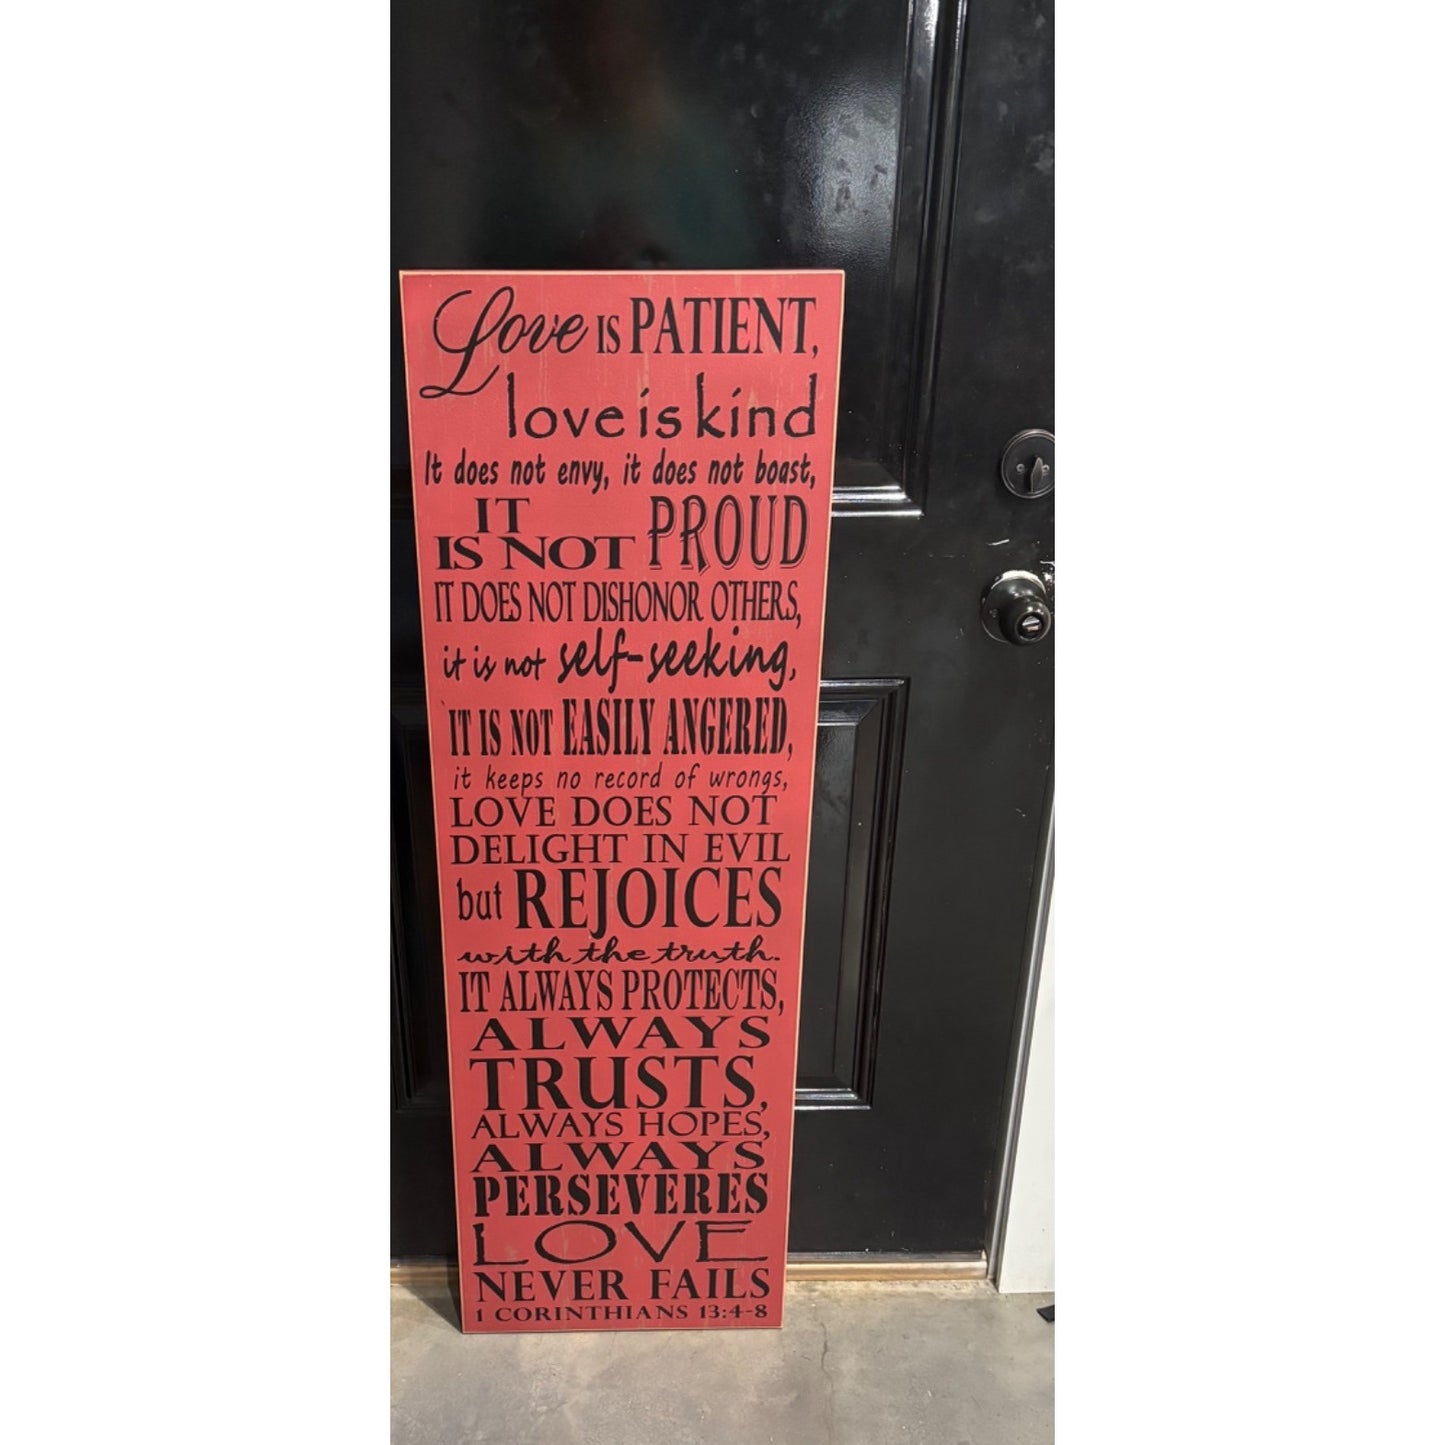 Love IS PATIENT,
love is kind
It does not envy, it does not boast,
IT
IS NOT PROUD
IT DOES NOT DISHONOR OTHERS,
it is not self-seeking,
IT IS NOT EASILY ANGERED,
it keeps no record of wrongs,
LOVE DOES NOT
DELIGHT IN EVIL
but REJOICES
with the truth.
IT ALWAYS PROTECTS,
ALWAYS
TRUSTS,
ALWAYS HOPES,
ALWAYS
PERSEVERES
LOVE
NEVER FAILS
1 CORINTHIANS 13:4-8